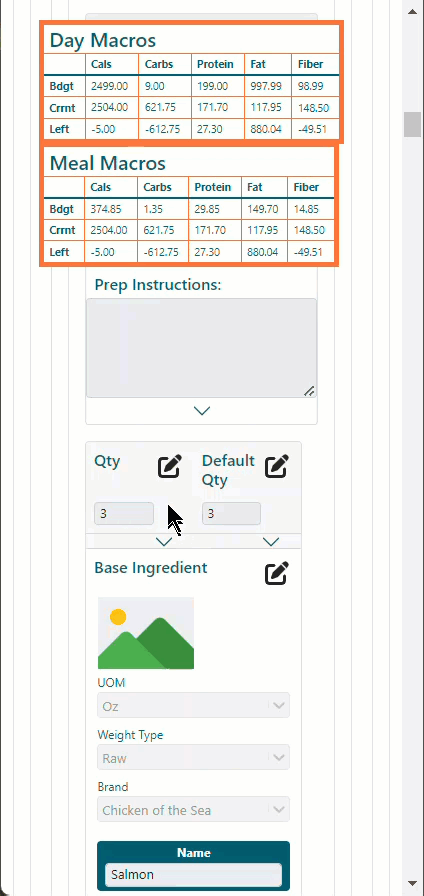 Day Macros
Cals Carbs Protein Fat Fiber
Bdgt 2499.00 9.00 199.00 997.99 98.99
Crrnt 2504.00 621.75 171.70 117.95 148.50
Left -5.00 -612.75 27.30 880.04 -49.51
Meal Macros
Cals Carbs Protein Fat Fiber
Bdgt 374.85 1.35 29.85 149.70 14.85
Crrnt 2504.00 621.75 171.70 117.95 148.50
Left -5.00 -612.75 27.30 880.04 -49.51
Prep Instructions:
Qty
Default Qty
3
3
Base Ingredient
UOM
Oz
Weight Type
Raw
Brand
Chicken of the Sea
Name
Salmon